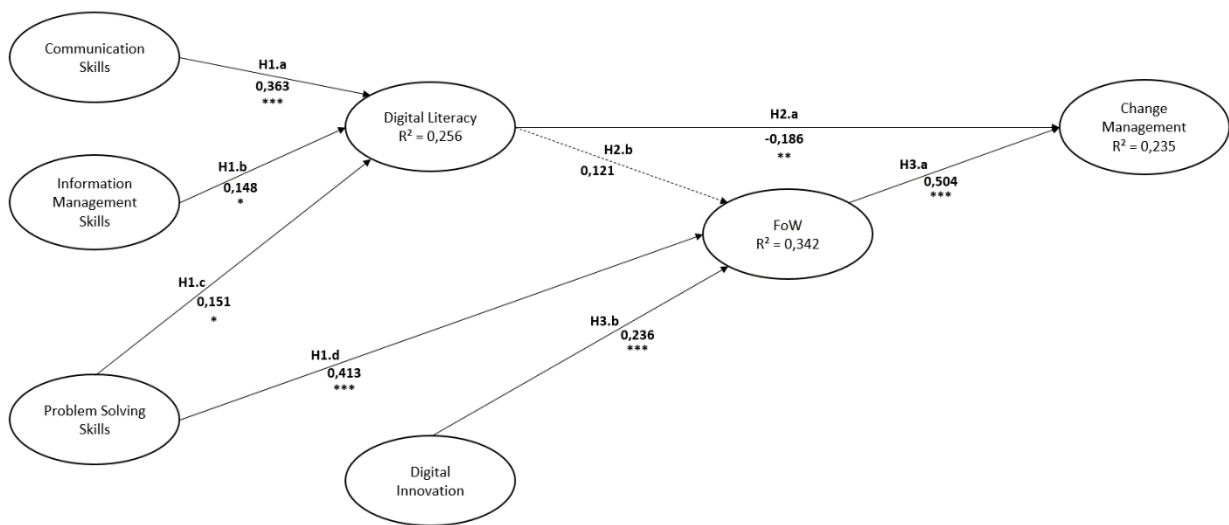 Communication
Skills
H1.a
0,363
***
Digital Literacy
R² = 0,256
H2.a
-0,186
**
Change
Management
R² = 0,235
H1.b
0,148
*
Information
Management
Skills
H2.b
0,121
H3.a
0,504
***
FoW
R² = 0,342
H1.c
0,151
*
H3.b
0,236
***
H1.d
0,413
***
Problem Solving
Skills
Digital
Innovation